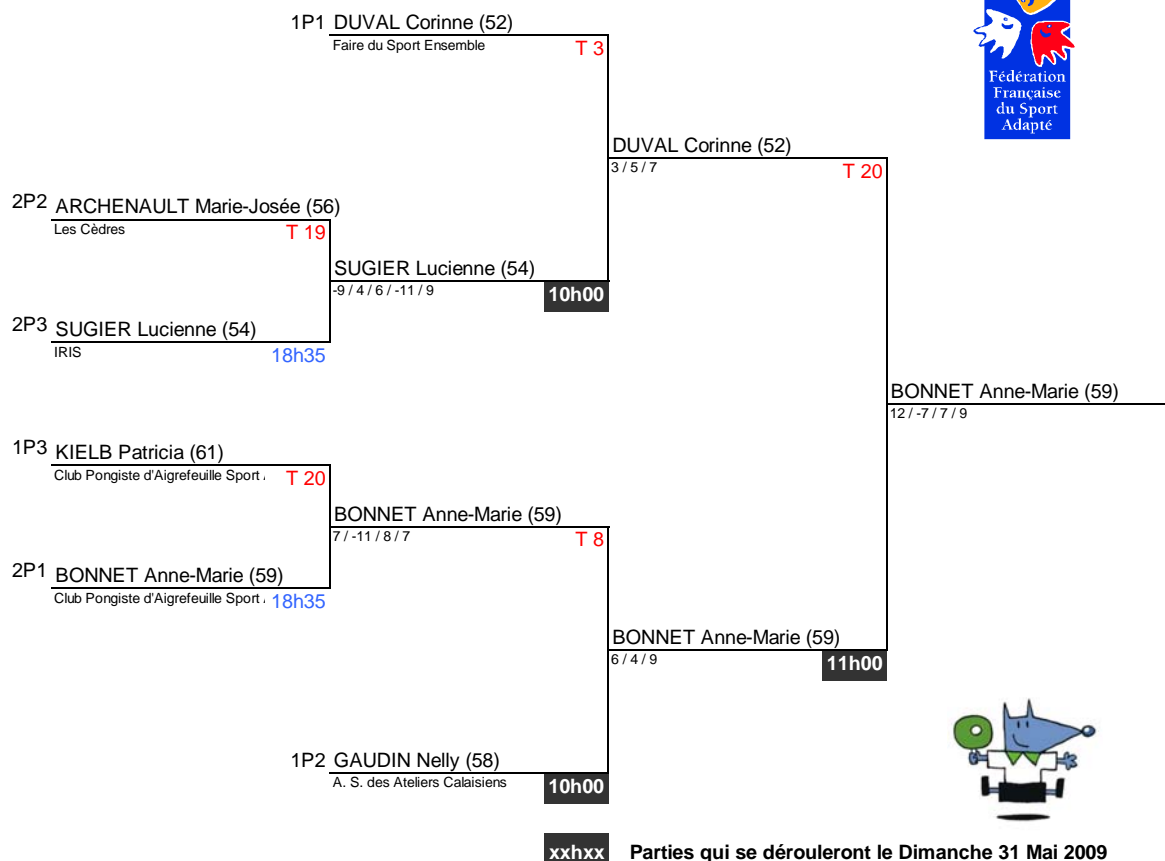 1P1 DUVAL Corinne (52)
Faire du Sport Ensemble
T 3
Fédération
Française
du Sport
Adapté
DUVAL Corinne (52)
3 / 5 / 7
T 20
2P2 ARCHENAULT Marie-Josée (56)
Les Cèdres
T 19
SUGIER Lucienne (54)
-9 / 4 / 6 / -11 / 9
10h00
2P3 SUGIER Lucienne (54)
IRIS
18h35
BONNET Anne-Marie (59)
12 / -7 / 7 / 9
1P3 KIELB Patricia (61)
Club Pongiste d'Aigrefeuille Sport
T 20
BONNET Anne-Marie (59)
7 / -11 / 8 / 7
T 8
2P1 BONNET Anne-Marie (59)
Club Pongiste d'Aigrefeuille Sport
18h35
BONNET Anne-Marie (59)
6 / 4 / 9
11h00
1P2 GAUDIN Nelly (58)
A. S. des Ateliers Calaisiens
10h00
xxhxx Parties qui se dérouleront le Dimanche 31 Mai 2009